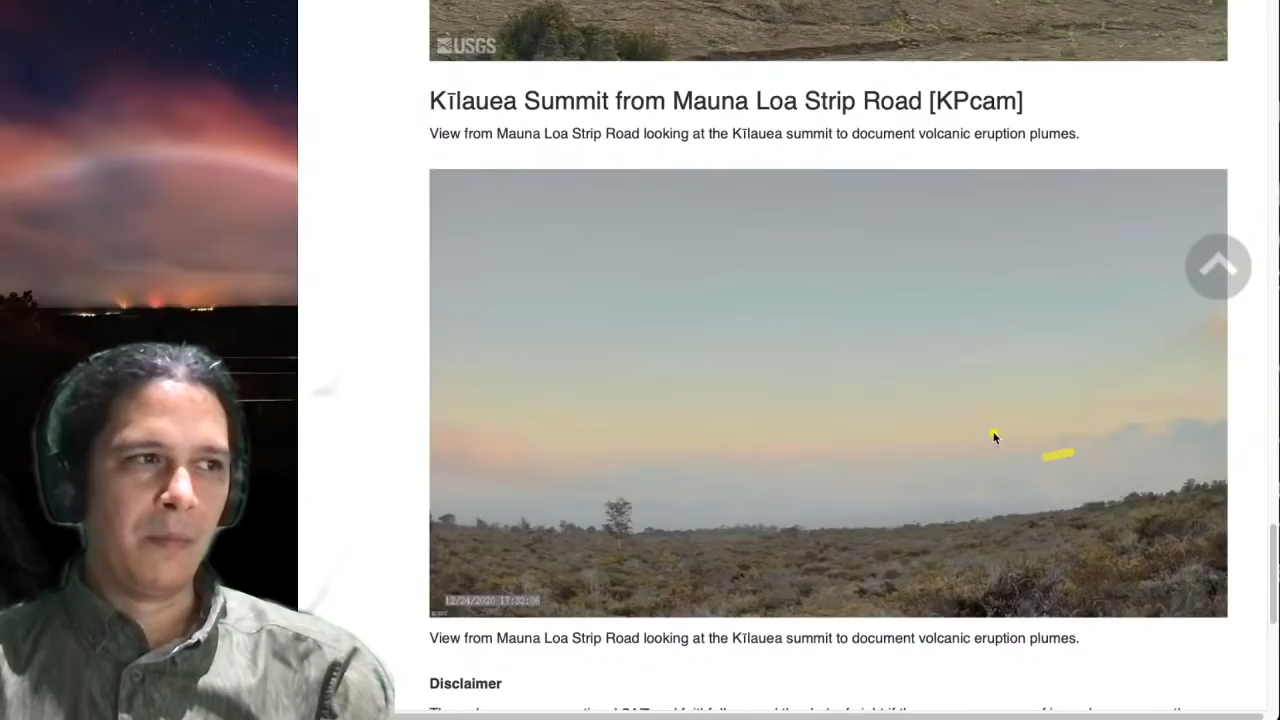 USGS
Kīlauea Summit from Mauna Loa Strip Road [KPcam]
View from Mauna Loa Strip Road looking at the Kīlauea summit to document volcanic eruption plumes.
12/24/2020 17:32:06
View from Mauna Loa Strip Road looking at the Kīlauea summit to document volcanic eruption plumes.
Disclaimer